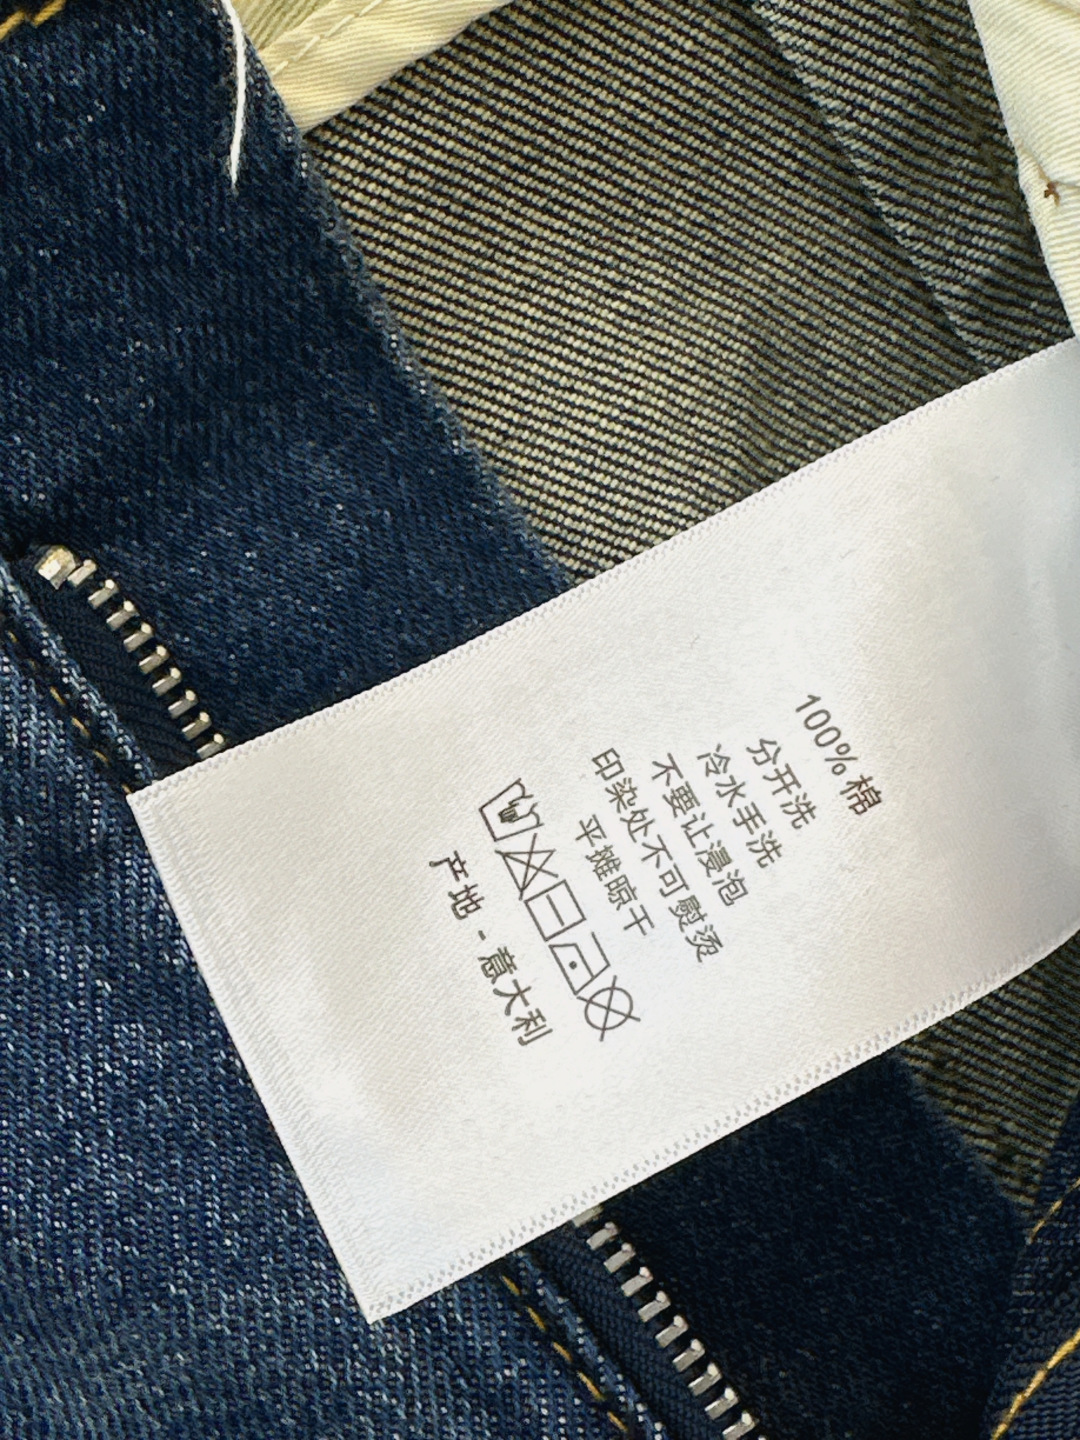 100% 棉
分开洗
冷水手洗
不要让浸泡
印染处不可熨烫
平摊晾干
产地 - 意大利